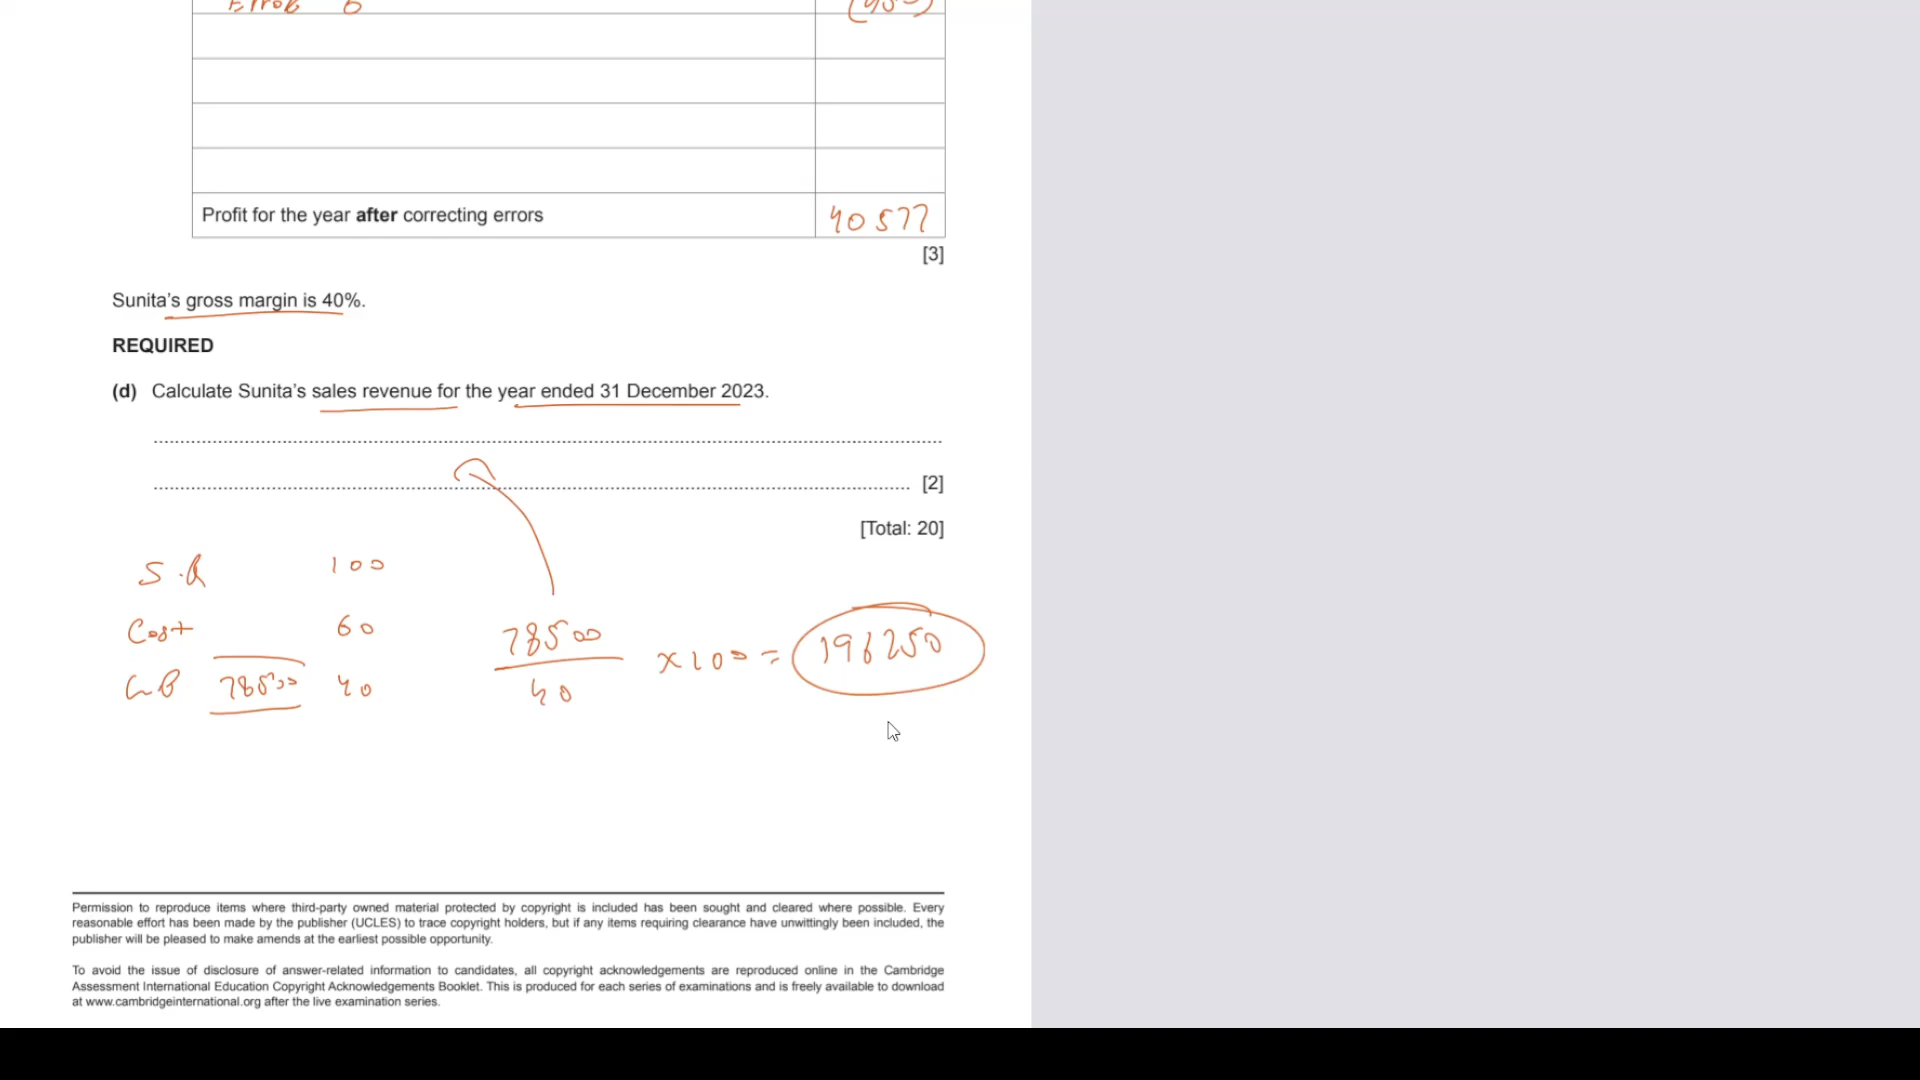 Profit for the year after correcting errors 40577
[3]
Sunita's gross margin is 40%.
REQUIRED
(d) Calculate Sunita's sales revenue for the year ended 31 December 2023.
[2]
[Total: 20]
S.R 100
Cost 60
78500
40
x100 = 196250
78500 40
Permission to reproduce items where third-party owned material protected by copyright is included has been sought and cleared where possible. Every
reasonable effort has been made by the publisher (UCLES) to trace copyright holders, but if any items requiring clearance have unwittingly been included, the
publisher will be pleased to make amends at the earliest possible opportunity.
To avoid the issue of disclosure of answer-related information to candidates, all copyright acknowledgements are reproduced online in the Cambridge
Assessment International Education Copyright Acknowledgements Booklet. This is produced for each series of examinations and is freely available to download
at www.cambridgeinternational.org after the live examination series.